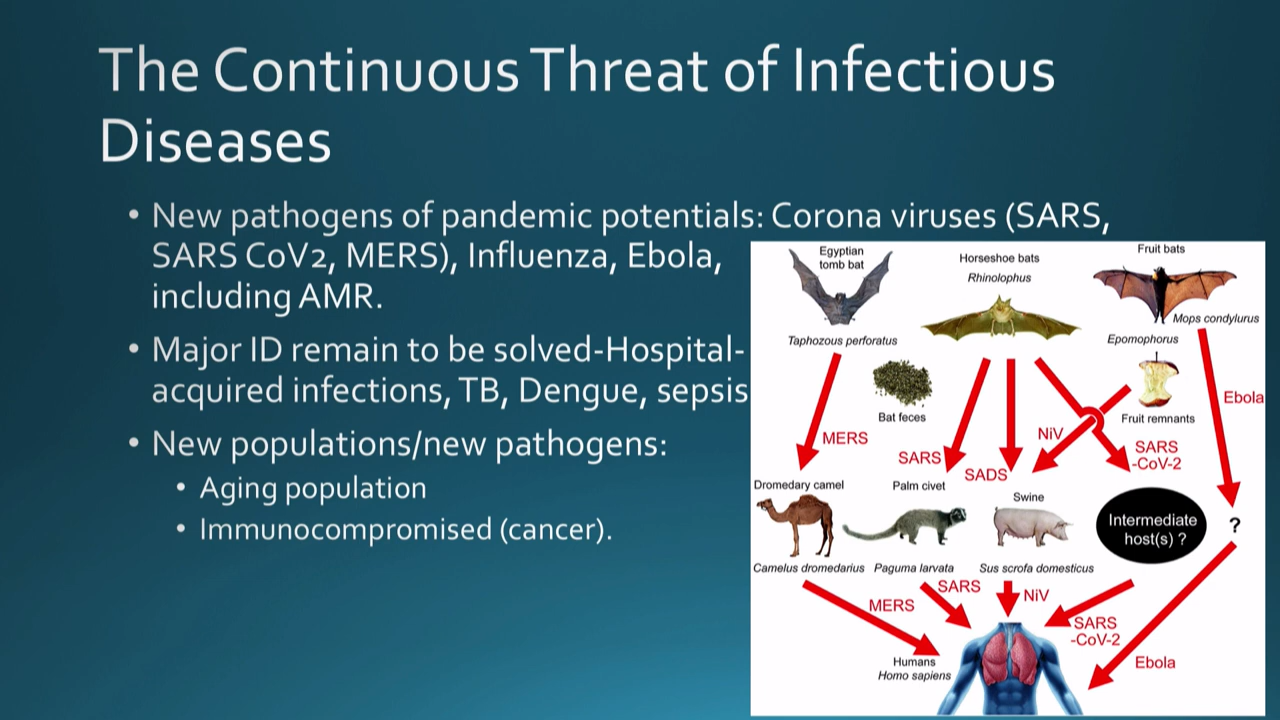 The Continuous Threat of Infectious
Diseases
• New pathogens of pandemic potentials: Corona viruses (SARS,
SARS CoV2, MERS), Influenza, Ebola,
including AMR.
• Major ID remain to be solved-Hospital-
acquired infections, TB, Dengue, sepsis
• New populations/new pathogens:
• Aging population
• Immunocompromised (cancer).
Egyptian
tomb bat
Horseshoe bats
Rhinolophus
Fruit bats
Mops condylurus
Taphozous perforatus
Epomophorus
Bat feces
Fruit remnants
Ebola
MERS
SARS
SADS
NiV
SARS
-CoV-2
Dromedary camel
Palm civet
Swine
Intermediate
host(s) ?
?
Camelus dromedarius
Paguma larvata
Sus scrofa domesticus
MERS
SARS
NiV
SARS
-CoV-2
Ebola
Humans
Homo sapiens